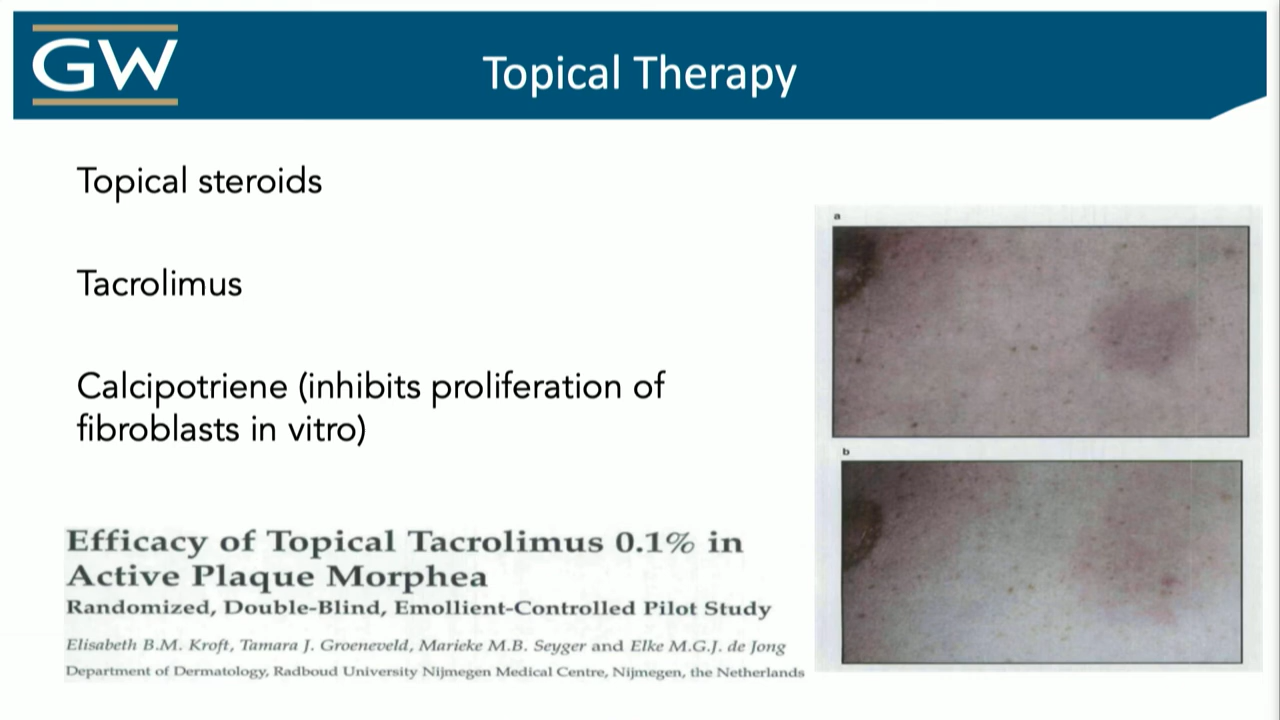 GW
Topical Therapy
Topical steroids
Tacrolimus
Calcipotriene (inhibits proliferation of
fibroblasts in vitro)
a
b
Efficacy of Topical Tacrolimus 0.1% in
Active Plaque Morphea
Randomized, Double-Blind, Emollient-Controlled Pilot Study
Elisabeth B.M. Kroft, Tamara J. Groeneveld, Marieke M.B. Seyger and Elke M.G.J. de Jong
Department of Dermatology, Radboud University Nijmegen Medical Centre, Nijmegen, the Netherlands